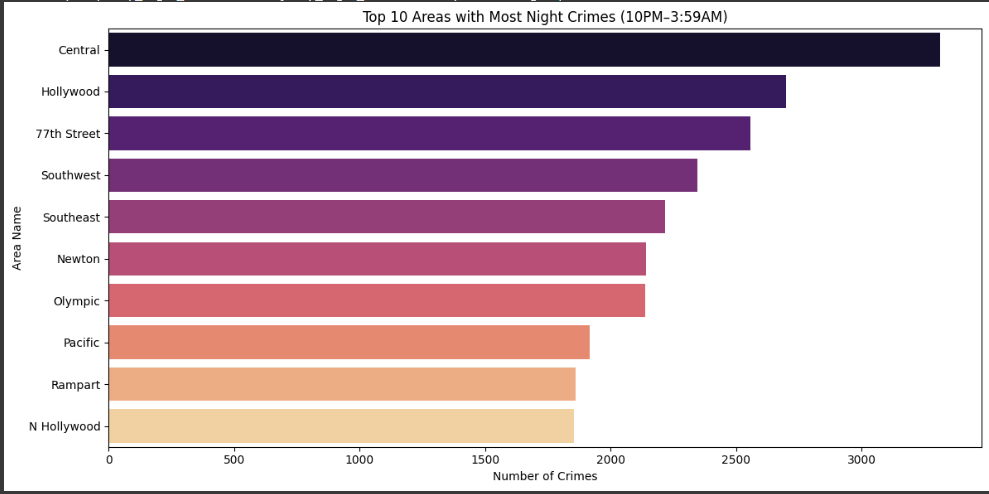 Top 10 Areas with Most Night Crimes (10PM–3:59AM)
Central
Hollywood
77th Street
Southwest
Southeast
Newton
Olympic
Pacific
Rampart
N Hollywood
Area Name
0 500 1000 1500 2000 2500 3000
Number of Crimes